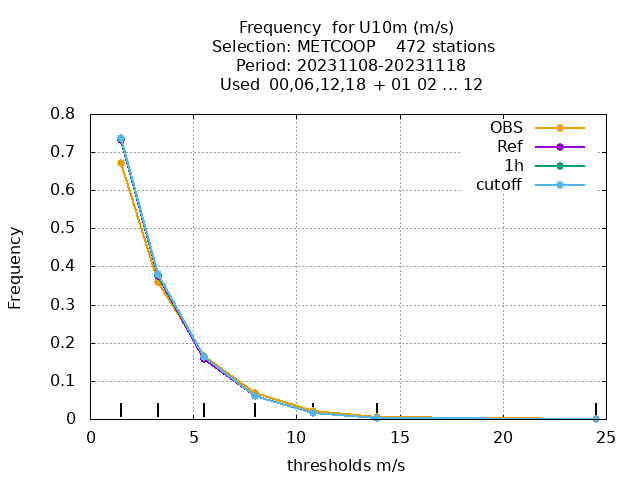 Frequency  for U10m (m/s)
Selection: METCOOP    472 stations
Period: 20231108-20231118
Used  00,06,12,18  + 01 02 ... 12
0.8
0.7
0.6
0.5
0.4
0.3
0.2
0.1
0
Frequency
OBS
Ref
1h
cutoff
0 5 10 15 20 25
thresholds m/s